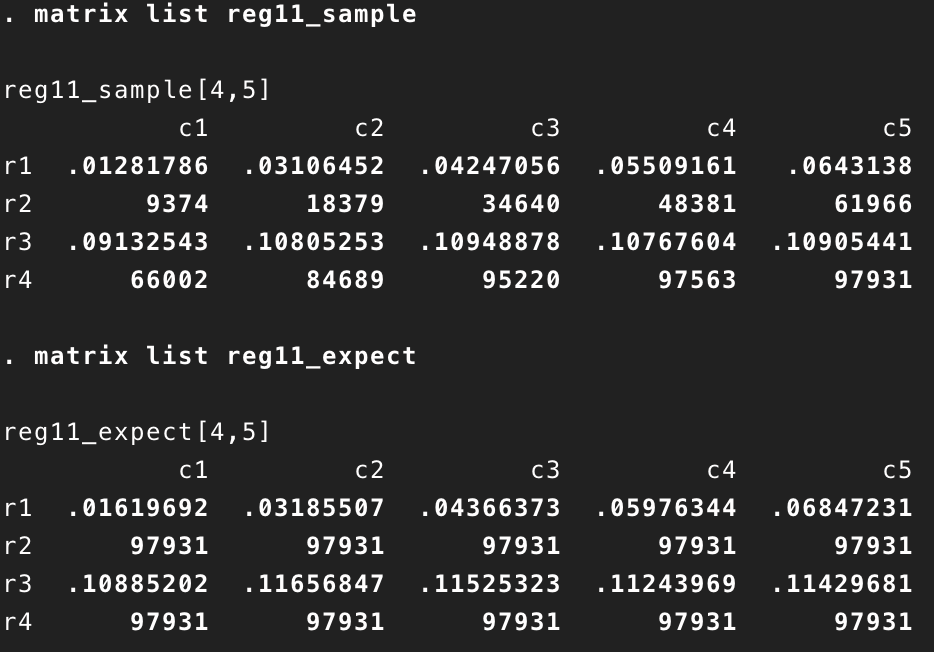 . matrix list reg11_sample
reg11_sample[4,5]
c1 c2 c3 c4 c5
r1 .01281786 .03106452 .04247056 .05509161 .0643138
r2 9374 18379 34640 48381 61966
r3 .09132543 .10805253 .10948878 .10767604 .10905441
r4 66002 84689 95220 97563 97931
. matrix list reg11_expect
reg11_expect[4,5]
c1 c2 c3 c4 c5
r1 .01619692 .03185507 .04366373 .05976344 .06847231
r2 97931 97931 97931 97931 97931
r3 .10885202 .11656847 .11525323 .11243969 .11429681
r4 97931 97931 97931 97931 97931